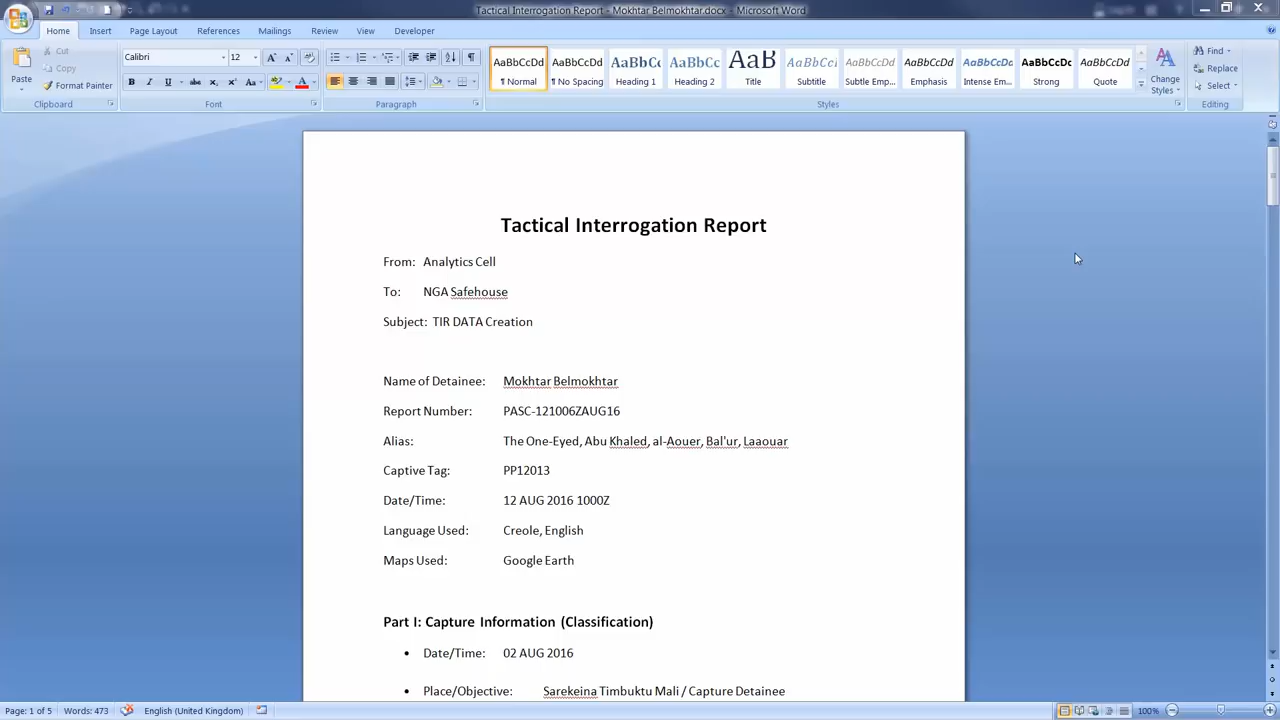 Tactical Interrogation Report - Mokhtar Belmokhtar.docx - Microsoft Word
Home Insert Page Layout References Mailings Review View Developer
Paste
Cut
Copy
Format Painter
Clipboard
Calibri 12
B I U abc X₂ X² Aa A
Font
Paragraph
AaBbCcDd AaBbCcDd AaBbCc AaBbCc AaB AaBbCcI AaBbCcDd AaBbCcDd AaBbCcDd AaBbCcDc AaBbCcDd
¶ Normal ¶ No Spacing Heading 1 Heading 2 Title Subtitle Subtle Emp... Emphasis Intense Em... Strong Quote
Change Styles
Styles
Find
Replace
Select
Editing
Tactical Interrogation Report
From: Analytics Cell
To: NGA Safehouse
Subject: TIR DATA Creation
Name of Detainee: Mokhtar Belmokhtar
Report Number: PASC-121006ZAUG16
Alias: The One-Eyed, Abu Khaled, al-Aouer, Bal'ur, Laaouar
Captive Tag: PP12013
Date/Time: 12 AUG 2016 1000Z
Language Used: Creole, English
Maps Used: Google Earth
Part I: Capture Information (Classification)
• Date/Time: 02 AUG 2016
• Place/Objective: Sarekeina Timbuktu Mali / Capture Detainee
Page: 1 of 5 Words: 473 English (United Kingdom) 100%